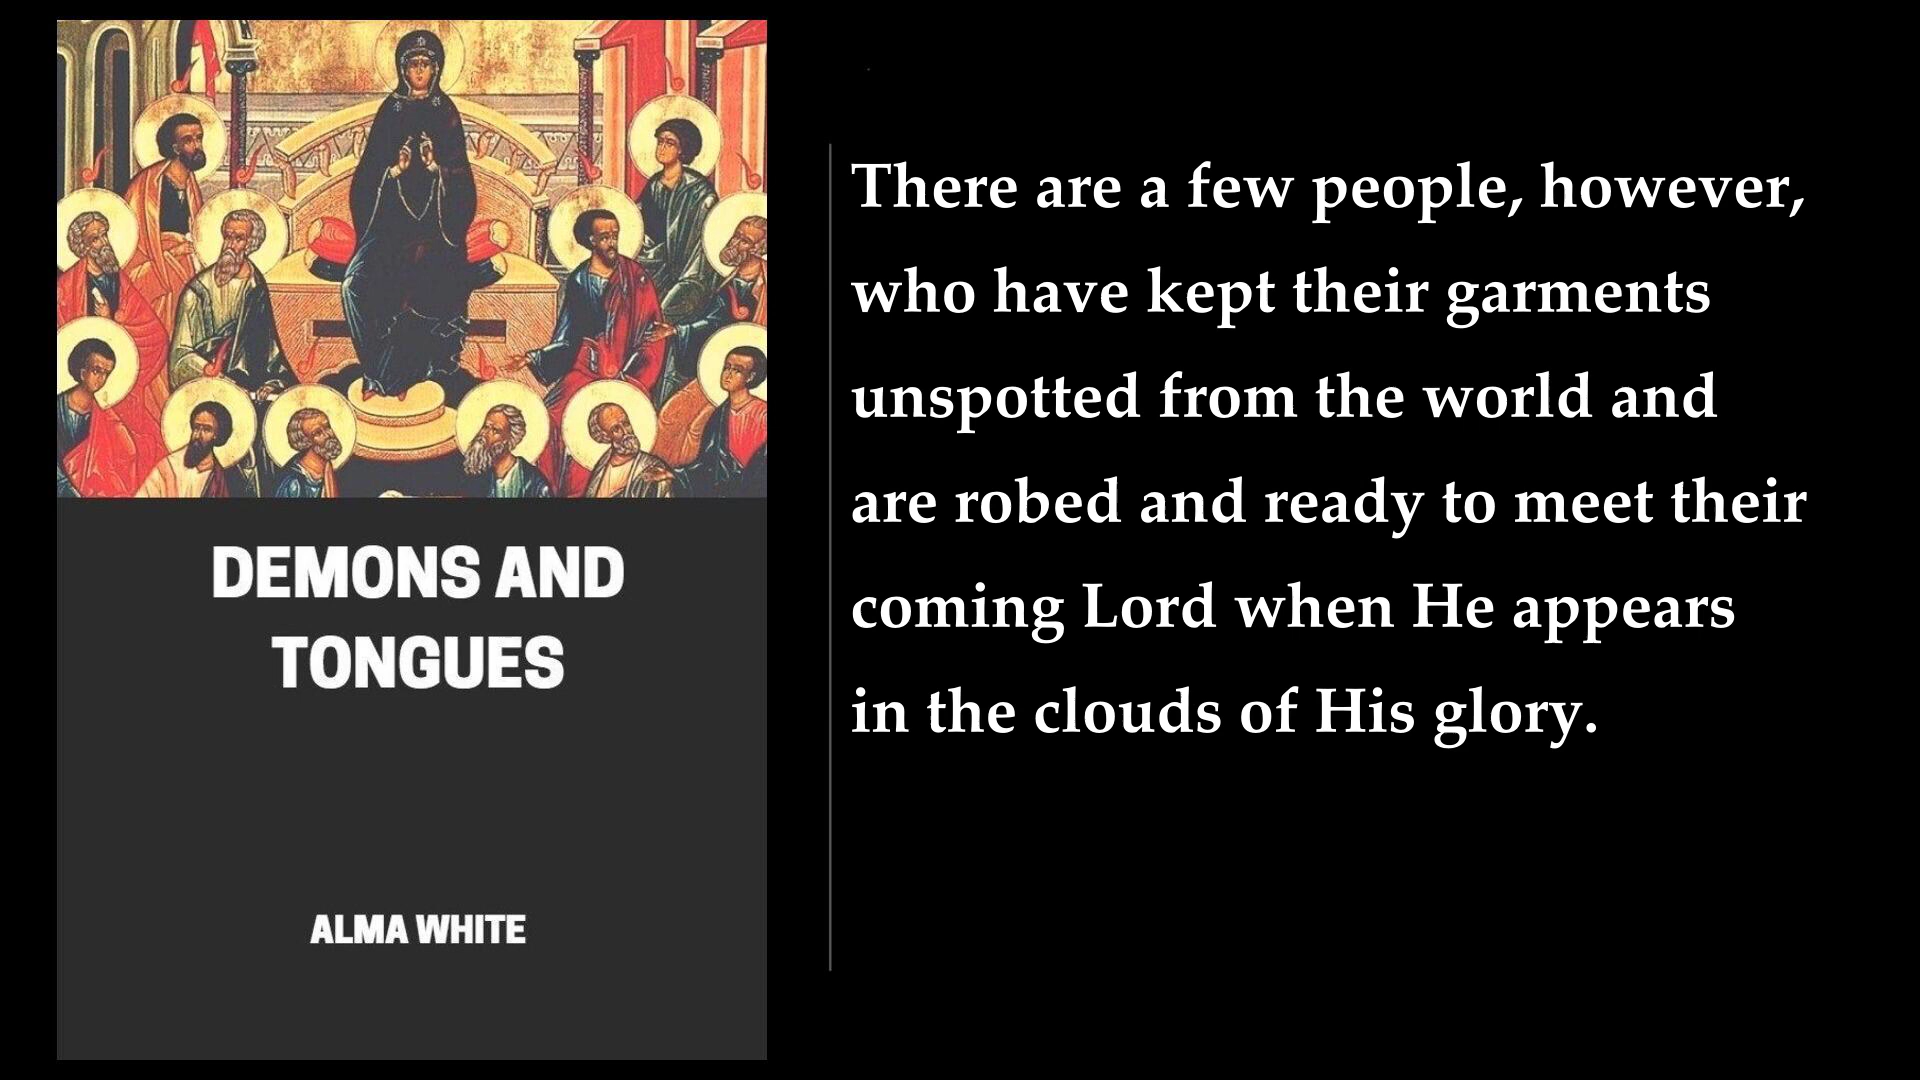 DEMONS AND
TONGUES
ALMA WHITE
There are a few people, however,
who have kept their garments
unspotted from the world and
are robed and ready to meet their
coming Lord when He appears
in the clouds of His glory.